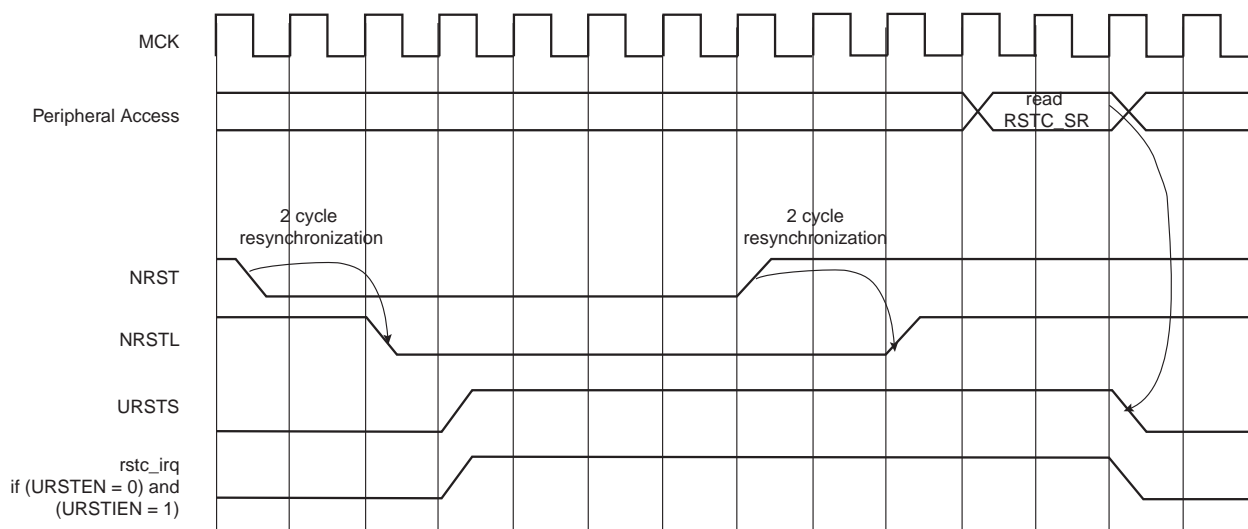 MCK
Peripheral Access
read
RSTC_SR
2 cycle
resynchronization
2 cycle
resynchronization
NRST
NRSTL
URSTS
rstc_irq
if (URSTEN = 0) and
(URSTIEN = 1)